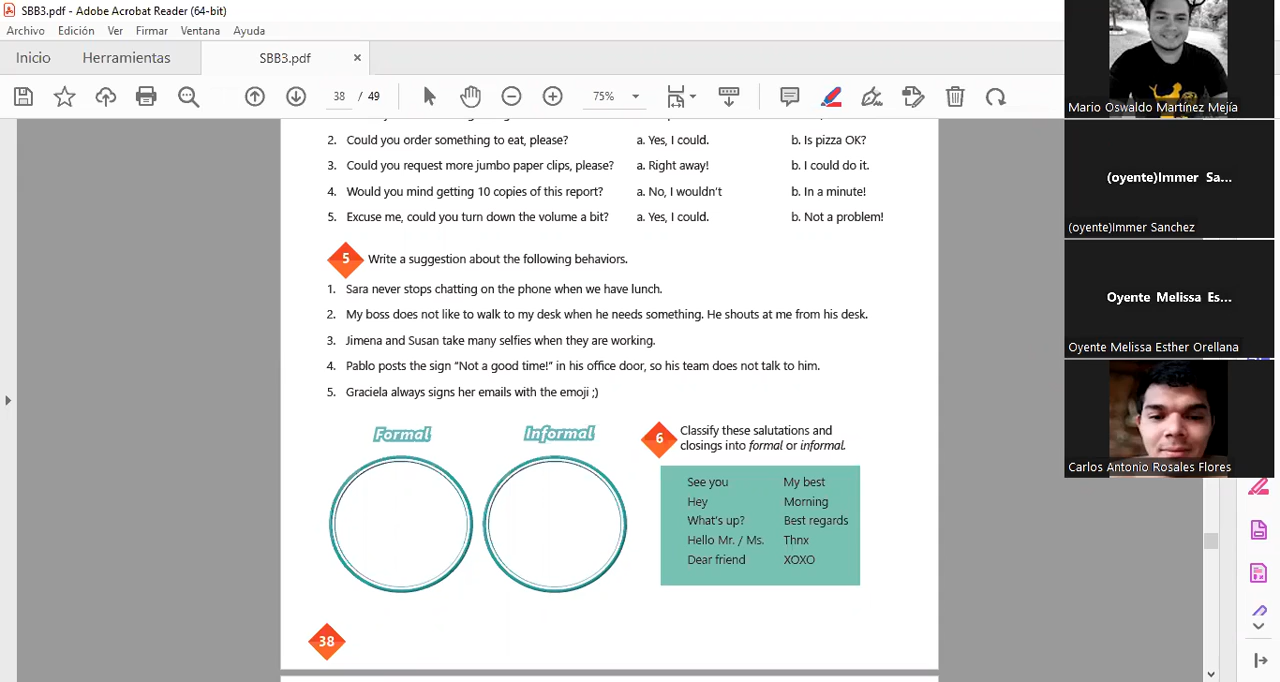 SBB3.pdf - Adobe Acrobat Reader (64-bit)
Archivo Edición Ver Firmar Ventana Ayuda
Inicio Herramientas SBB3.pdf ×
38 / 49 75%
2. Could you order something to eat, please? a. Yes, I could. b. Is pizza OK?
3. Could you request more jumbo paper clips, please? a. Right away! b. I could do it.
4. Would you mind getting 10 copies of this report? a. No, I wouldn't b. In a minute!
5. Excuse me, could you turn down the volume a bit? a. Yes, I could. b. Not a problem!
5 Write a suggestion about the following behaviors.
1. Sara never stops chatting on the phone when we have lunch.
2. My boss does not like to walk to my desk when he needs something. He shouts at me from his desk.
3. Jimena and Susan take many selfies when they are working.
4. Pablo posts the sign “Not a good time!” in his office door, so his team does not talk to him.
5. Graciela always signs her emails with the emoji ;)
Formal Informal
6 Classify these salutations and
closings into formal or informal.
See you My best
Hey Morning
What's up? Best regards
Hello Mr. / Ms. Thnx
Dear friend XOXO
38
Mario Oswaldo Martínez Mejía
(oyente)Immer Sa...
(oyente)Immer Sanchez
Oyente Melissa Es...
Oyente Melissa Esther Orellana
Carlos Antonio Rosales Flores